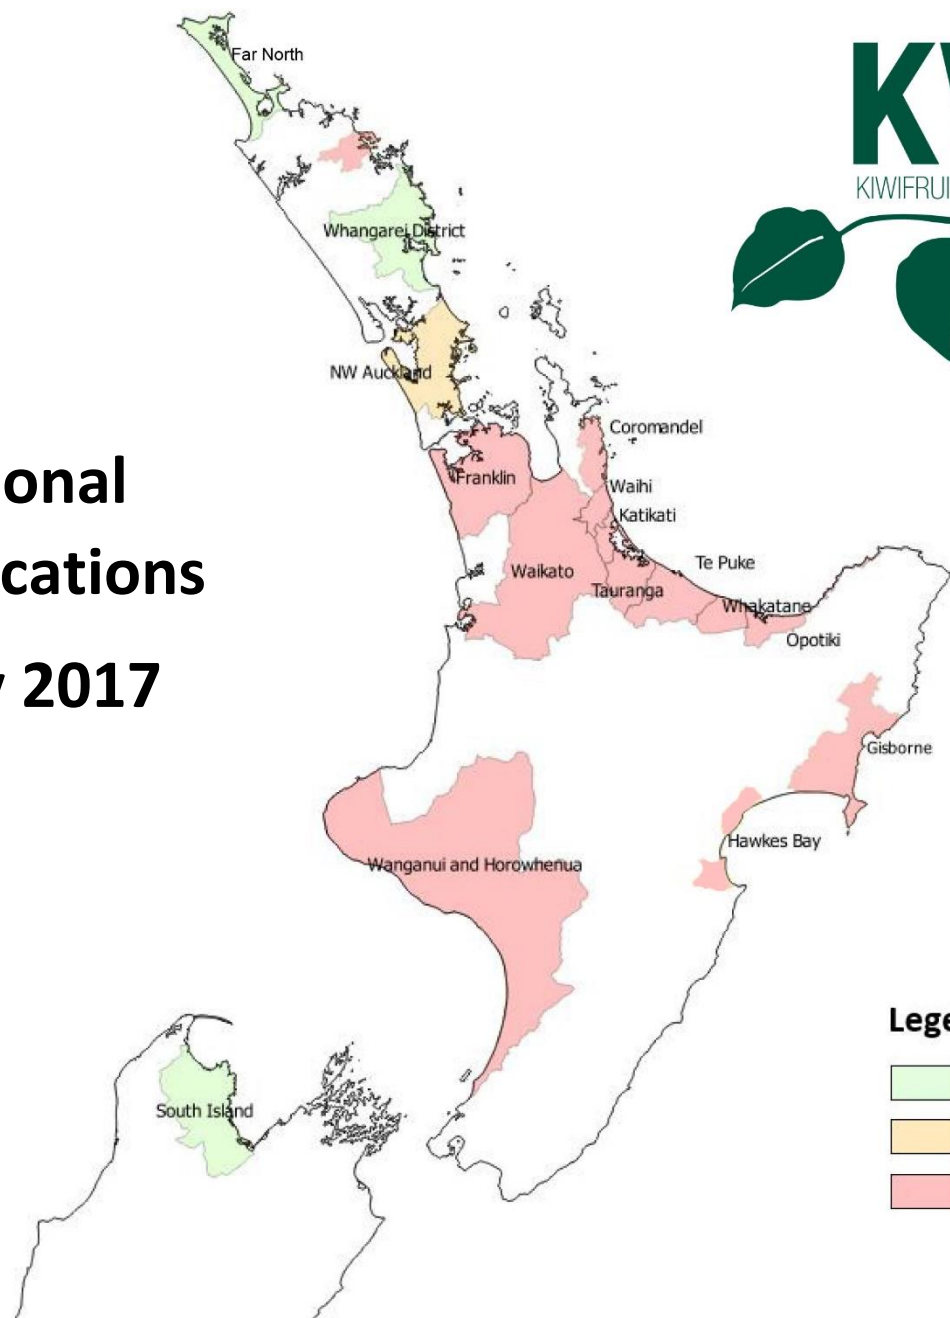 Far North
KV
KIWIFRUI
Whangarei District
NW Auckland
Coromandel
onal
Franklin
Waihi
Katikati
Te Puke
cations
Waikato
Tauranga
Whakatane
Opotiki
y 2017
Gisborne
Hawkes Bay
Wanganui and Horowhenua
Lege
South Island